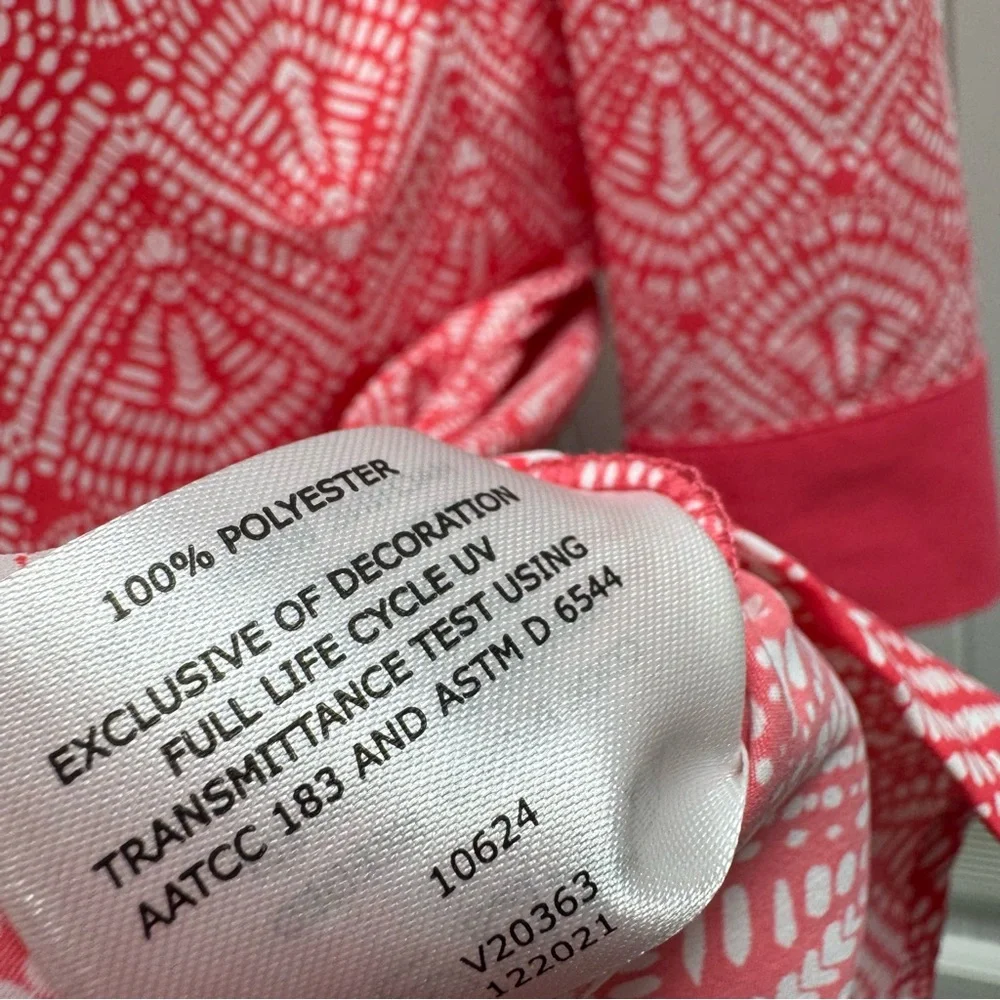 100% POLYESTER
EXCLUSIVE OF DECORATION
FULL LIFE CYCLE UV
TRANSMITTANCE TEST USING
AATCC 183 AND ASTM D 6544
10624
V20363
122021